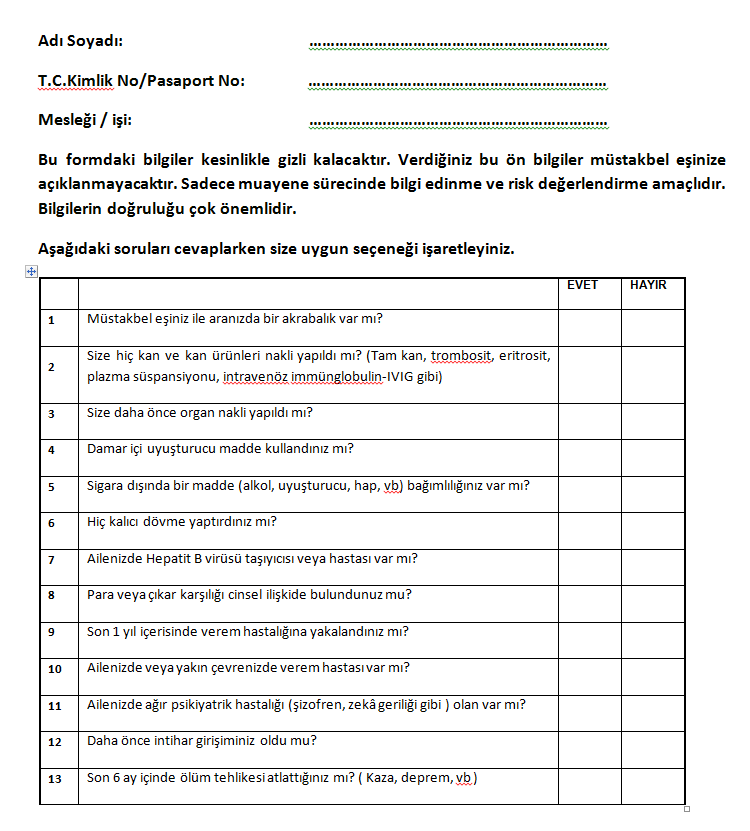 Adı Soyadı: ……………………………………………………………
T.C.Kimlik No/Pasaport No: ……………………………………………………………
Mesleği / işi: ……………………………………………………………
Bu formdaki bilgiler kesinlikle gizli kalacaktır. Verdiğiniz bu ön bilgiler müstakbel eşinize
açıklanmayacaktır. Sadece muayene sürecinde bilgi edinme ve risk değerlendirme amaçlıdır.
Bilgilerin doğruluğu çok önemlidir.
Aşağıdaki soruları cevaplarken size uygun seçeneği işaretleyiniz.
EVET HAYIR
1 Müstakbel eşiniz ile aranızda bir akrabalık var mı?
2 Size hiç kan ve kan ürünleri nakli yapıldı mı? (Tam kan, trombosit, eritrosit,
plazma süspansiyonu, intravenöz immünglobulin-IVIG gibi)
3 Size daha önce organ nakli yapıldı mı?
4 Damar içi uyuşturucu madde kullandınız mı?
5 Sigara dışında bir madde (alkol, uyuşturucu, hap, vb) bağımlılığınız var mı?
6 Hiç kalıcı dövme yaptırdınız mı?
7 Ailenizde Hepatit B virüsü taşıyıcısı veya hastası var mı?
8 Para veya çıkar karşılığı cinsel ilişkide bulundunuz mu?
9 Son 1 yıl içerisinde verem hastalığına yakalandınız mı?
10 Ailenizde veya yakın çevrenizde verem hastası var mı?
11 Ailenizde ağır psikiyatrik hastalığı (şizofren, zekâ geriliği gibi ) olan var mı?
12 Daha önce intihar girişiminiz oldu mu?
13 Son 6 ay içinde ölüm tehlikesi atlattığınız mı? ( Kaza, deprem, vb )